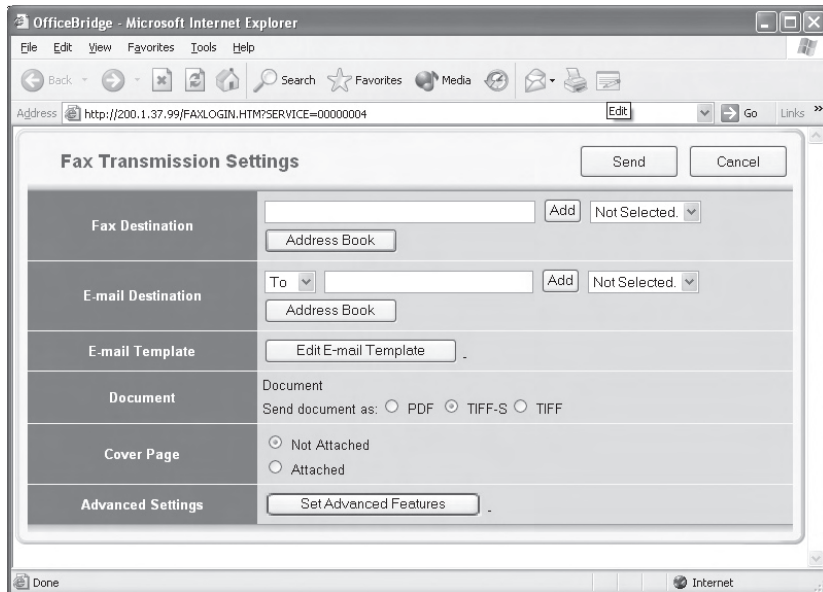 OfficeBridge - Microsoft Internet Explorer
File Edit View Favorites Tools Help
Back Search Favorites Media
Address http://200.1.37.99/FAXLOGIN.HTM?SERVICE=00000004 Edit Go Links »
Fax Transmission Settings Send Cancel
Fax Destination Add Not Selected.
Address Book
E-mail Destination To Add Not Selected.
Address Book
E-mail Template Edit E-mail Template -
Document Document
Send document as: PDF TIFF-S TIFF
Cover Page Not Attached
Attached
Advanced Settings Set Advanced Features -
Done Internet